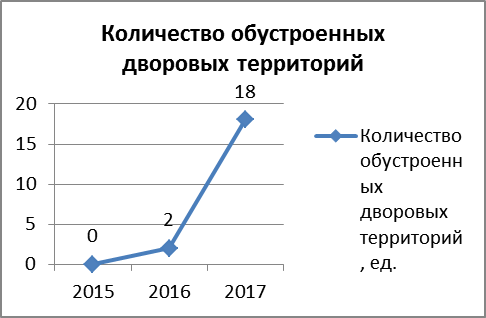 Количество обустроенных
дворовых территорий
18
20
15
10
5
0
0
2
2015 2016 2017
Количество
обустроенн
ых
дворовых
территорий
, ед.